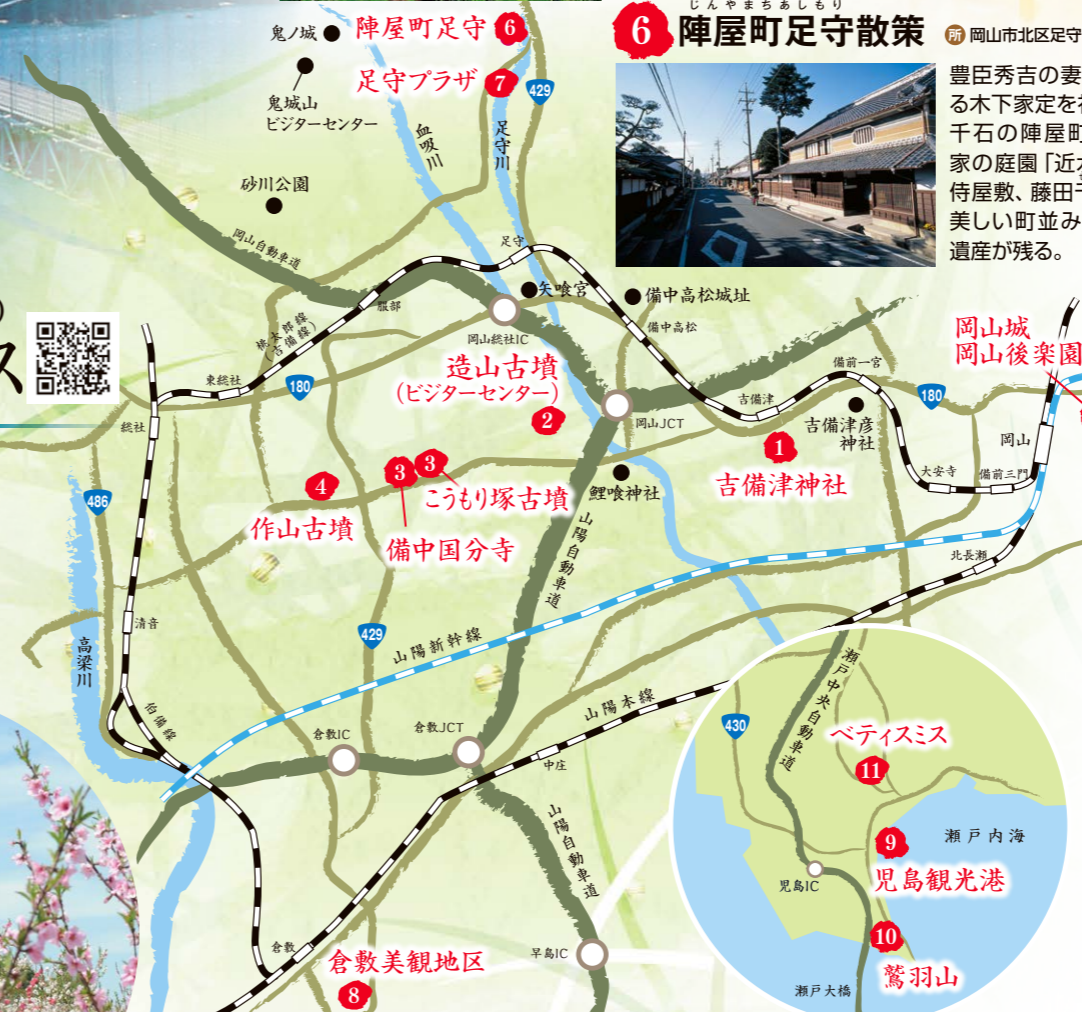 鬼ノ城
陣屋町足守
6
鬼城山
ビジターセンター
足守プラザ
7
429
血吸川
足守川
砂川公園
岡山自動車道
じんやまちあしもり
6 陣屋町足守散策
所 岡山市北区足守
豊臣秀吉の妻
る木下家定を
千石の陣屋町
家の庭園「近
侍屋敷、藤田
美しい町並み
遺産が残る。
足守
矢喰宮
服部
岡山総社IC
備中高松城址
備中高松
桃太郎線
(吉備線)
ス
東総社
180
総社
造山古墳
(ビジターセンター)
2
岡山JCT
吉備津
備前一宮
180
岡山城
岡山後楽園
吉備津彦
神社
岡山
1
吉備津神社
大安寺
備前三門
486
4
作山古墳
3
3
こうもり塚古墳
備中国分寺
鯉喰神社
山陽自動車道
北長瀬
清音
高梁川
429
山陽新幹線
伯備線
山陽本線
倉敷IC
倉敷JCT
中庄
山陽自動車道
倉敷
倉敷美観地区
8
早島IC
瀬戸中央自動車道
430
ベティスミス
11
9
瀬戸内海
児島観光港
児島IC
10
鷲羽山
瀬戸大橋